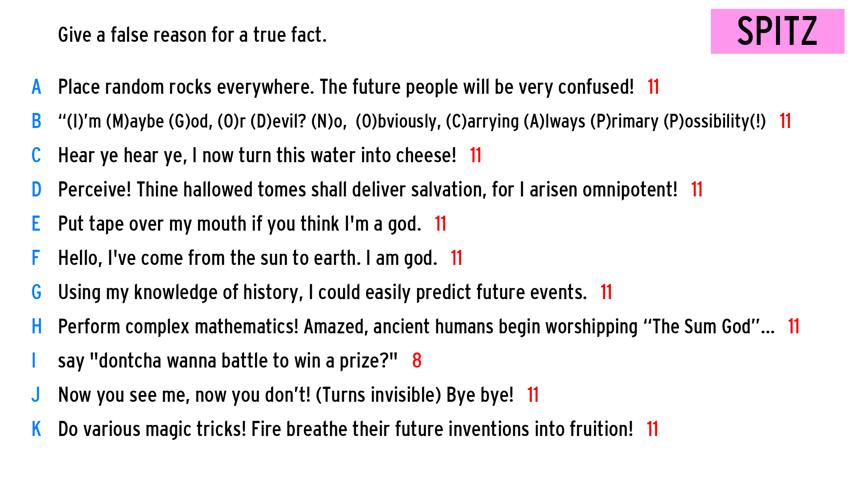 Give a false reason for a true fact.
SPITZ
A Place random rocks everywhere. The future people will be very confused! 11
B “(I)’m (M)aybe (G)od, (O)r (D)evil? (N)o, (O)bviously, (C)arrying (A)lways (P)rimary (P)ossibility(!) 11
C Hear ye hear ye, I now turn this water into cheese! 11
D Perceive! Thine hallowed tomes shall deliver salvation, for I arisen omnipotent! 11
E Put tape over my mouth if you think I'm a god. 11
F Hello, I've come from the sun to earth. I am god. 11
G Using my knowledge of history, I could easily predict future events. 11
H Perform complex mathematics! Amazed, ancient humans begin worshipping “The Sum God”... 11
I say "dontcha wanna battle to win a prize?" 8
J Now you see me, now you don’t! (Turns invisible) Bye bye! 11
K Do various magic tricks! Fire breathe their future inventions into fruition! 11